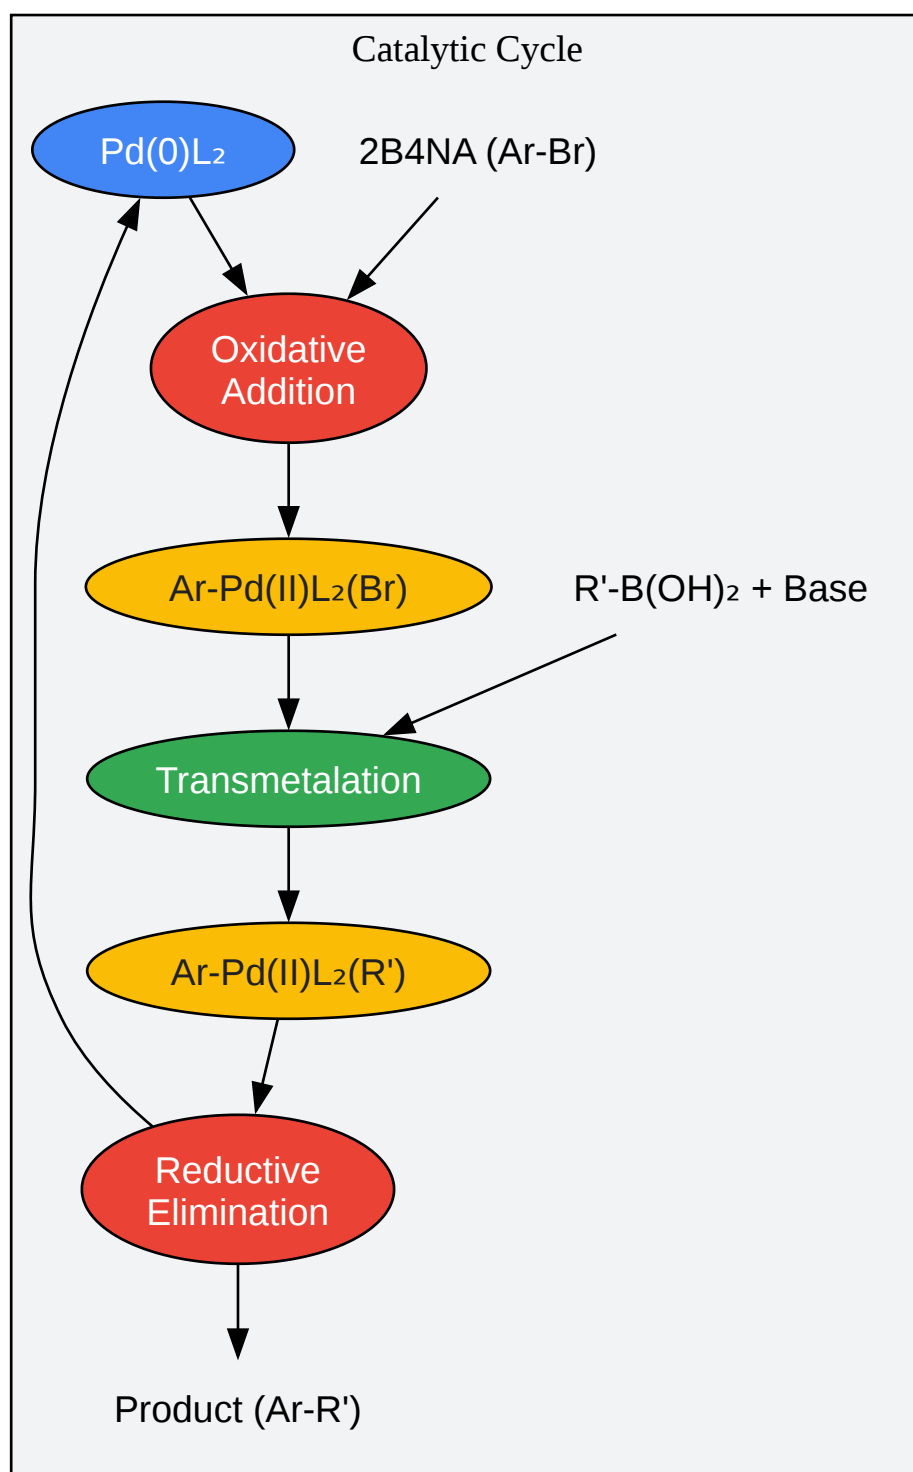 Catalytic Cycle
Pd(0)L₂
2B4NA (Ar-Br)
Oxidative
Addition
Ar-Pd(II)L₂(Br)
R'-B(OH)₂ + Base
Transmetalation
Ar-Pd(II)L₂(R')
Reductive
Elimination
Product (Ar-R')